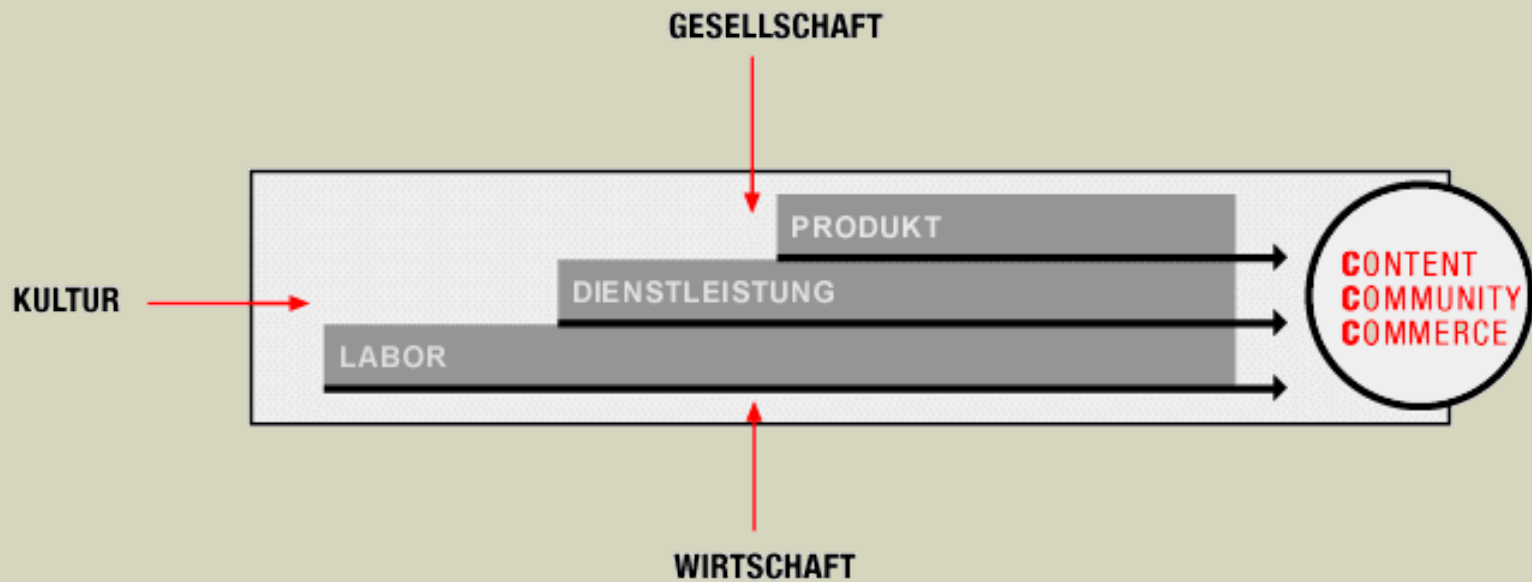 GESELLSCHAFT
PRODUKT
DIENSTLEISTUNG
KULTUR
LABOR
CONTENT
COMMUNITY
COMMERCE
WIRTSCHAFT